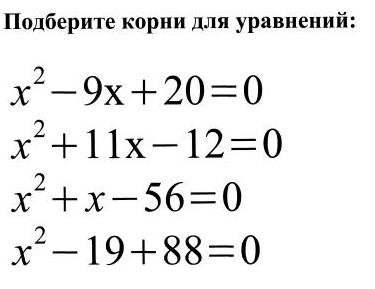 Подберите корни для уравнений:
x²−9x+20=0
x²+11x−12=0
x²+x−56=0
x²−19+88=0